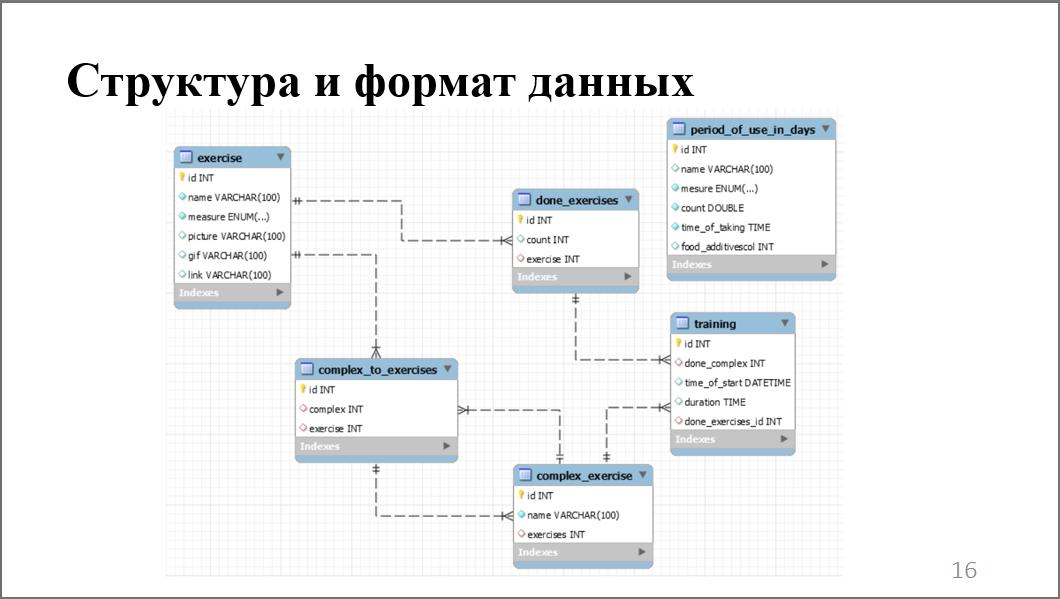 Структура и формат данных
exercise
id INT
name VARCHAR(100)
measure ENUM(...)
picture VARCHAR(100)
gif VARCHAR(100)
link VARCHAR(100)
Indexes
done_exercises
id INT
count INT
exercise INT
Indexes
period_of_use_in_days
id INT
name VARCHAR(100)
mesure ENUM(...)
count DOUBLE
time_of_taking TIME
food_additivescol INT
Indexes
complex_to_exercises
id INT
complex INT
exercise INT
Indexes
training
id INT
done_complex INT
time_of_start DATETIME
duration TIME
done_exercises_id INT
Indexes
complex_exercise
id INT
name VARCHAR(100)
exercises INT
Indexes
16